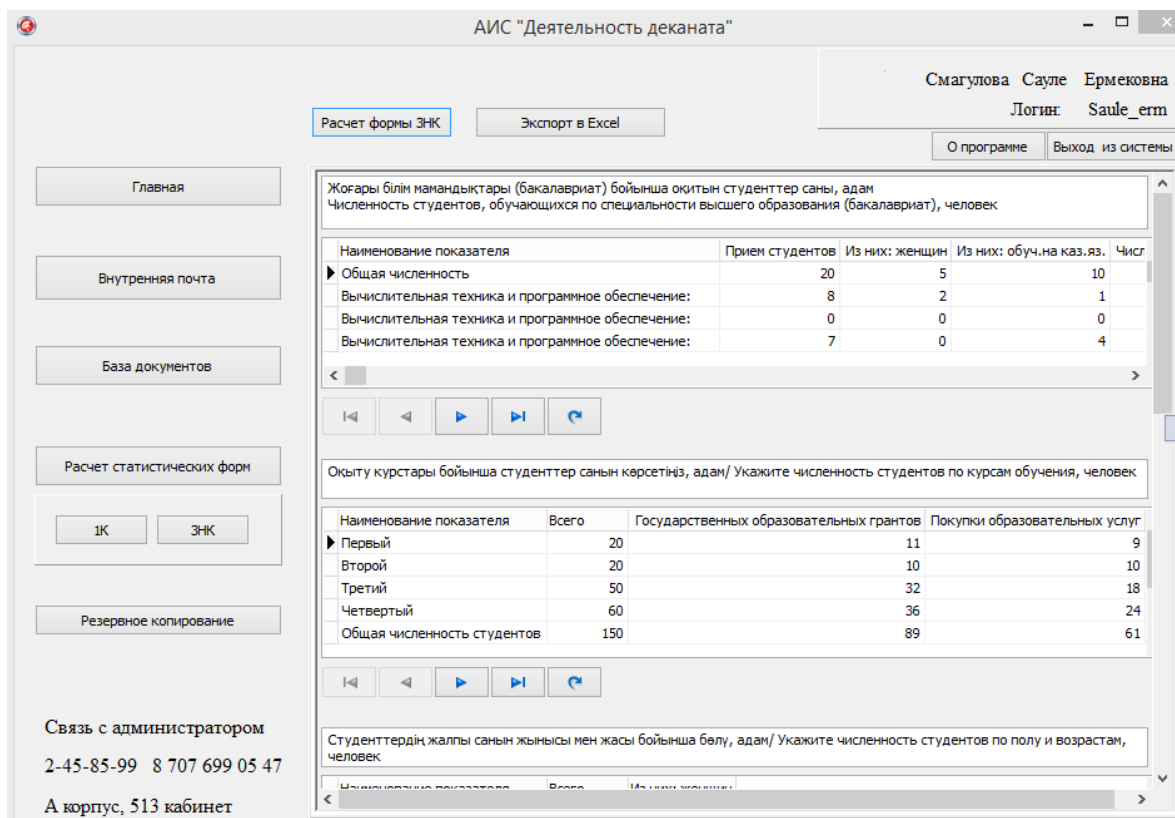 АИС "Деятельность деканата"
Смагулова Сауле Ермековна
Логин: Saule_erm
Расчет формы 3НК Экспорт в Excel
О программе Выход из системы
Главная
Внутренняя почта
База документов
Расчет статистических форм
1К 3НК
Резервное копирование
Связь с администратором
2-45-85-99 8 707 699 05 47
А корпус, 513 кабинет
Жоғары білім мамандықтары (бакалавриат) бойынша оқитын студенттер саны, адам
Численность студентов, обучающихся по специальности высшего образования (бакалавриат), человек
Наименование показателя Прием студентов Из них: женщин Из них: обуч.на каз.яз. Числ
Общая численность 20 5 10
Вычислительная техника и программное обеспечение: 8 2 1
Вычислительная техника и программное обеспечение: 0 0 0
Вычислительная техника и программное обеспечение: 7 0 4
Оқыту курстары бойынша студенттер санын көрсетіңіз, адам/ Укажите численность студентов по курсам обучения, человек
Наименование показателя Всего Государственных образовательных грантов Покупки образовательных услуг
Первый 20 11 9
Второй 20 10 10
Третий 50 32 18
Четвертый 60 36 24
Общая численность студентов 150 89 61
Студенттердің жалпы санын жынысы мен жасы бойынша бөлу, адам/ Укажите численность студентов по полу и возрастам,
человек
Наименование показателя Всего Из них: женщин